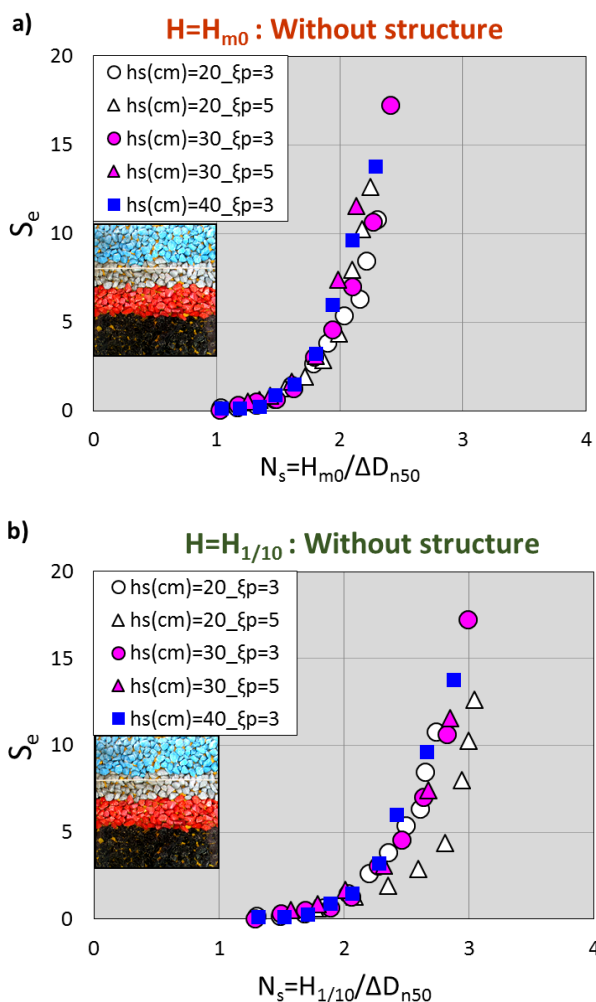 a)
H=Hm0 : Without structure
20
15
10
5
0
Se
hs(cm)=20_ξp=3
hs(cm)=20_ξp=5
hs(cm)=30_ξp=3
hs(cm)=30_ξp=5
hs(cm)=40_ξp=3
0 1 2 3 4
Ns=Hm0/ΔDn50
b)
H=H1/10 : Without structure
20
15
10
5
0
Se
hs(cm)=20_ξp=3
hs(cm)=20_ξp=5
hs(cm)=30_ξp=3
hs(cm)=30_ξp=5
hs(cm)=40_ξp=3
0 1 2 3 4
Ns=H1/10/ΔDn50